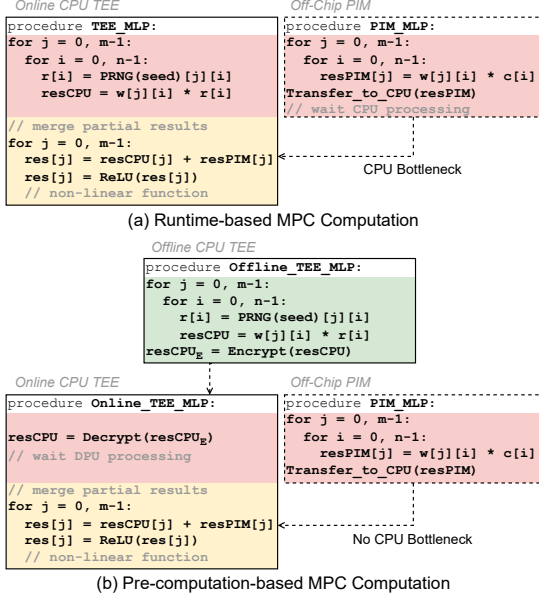 Online CPU TEE
procedure TEE_MLP:
for j = 0, m-1:
for i = 0, n-1:
r[i] = PRNG(seed)[j][i]
resCPU = w[j][i] * r[i]
// merge partial results
for j = 0, m-1:
res[j] = resCPU[j] + resPIM[j]
res[j] = ReLU(res[j])
// non-linear function
Off-Chip PIM
procedure PIM_MLP:
for j = 0, m-1:
for i = 0, n-1:
resPIM[j] = w[j][i] * c[i]
Transfer_to_CPU(resPIM)
// wait CPU processing
CPU Bottleneck
(a) Runtime-based MPC Computation
Offline CPU TEE
procedure Offline_TEE_MLP:
for j = 0, m-1:
for i = 0, n-1:
r[i] = PRNG(seed)[j][i]
resCPU = w[j][i] * r[i]
resCPU_E = Encrypt(resCPU)
Online CPU TEE
procedure Online_TEE_MLP:
resCPU = Decrypt(resCPU_E)
// wait DPU processing
// merge partial results
for j = 0, m-1:
res[j] = resCPU[j] + resPIM[j]
res[j] = ReLU(res[j])
// non-linear function
Off-Chip PIM
procedure PIM_MLP:
for j = 0, m-1:
for i = 0, n-1:
resPIM[j] = w[j][i] * c[i]
Transfer_to_CPU(resPIM)
No CPU Bottleneck
(b) Pre-computation-based MPC Computation